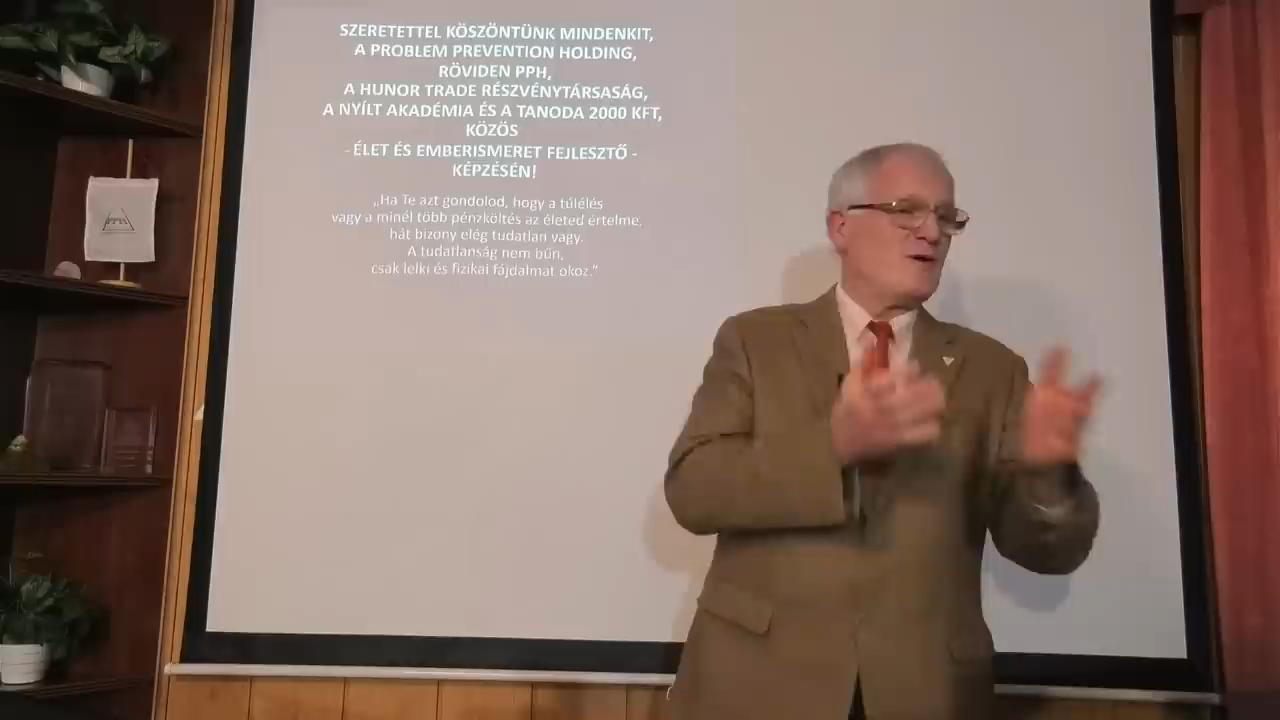 SZERETETTEL KÖSZÖNTÜNK MINDENKIT,
A PROBLEM PREVENTION HOLDING,
RÖVIDEN PPH,
A HUNOR TRADE RÉSZVÉNYTÁRSASÁG,
A NYÍLT AKADÉMIA ÉS A TANODA 2000 KFT,
KÖZÖS
- ÉLET ÉS EMBERISMERET FEJLESZTŐ -
KÉPZÉSÉN!
„Ha Te azt gondolod, hogy a túlélés
vagy a minél több pénzköltés az életed értelme,
hát bizony elég tudatlan vagy.
A tudatlanság nem bűn,
csak lelki és fizikai fájdalmat okoz."